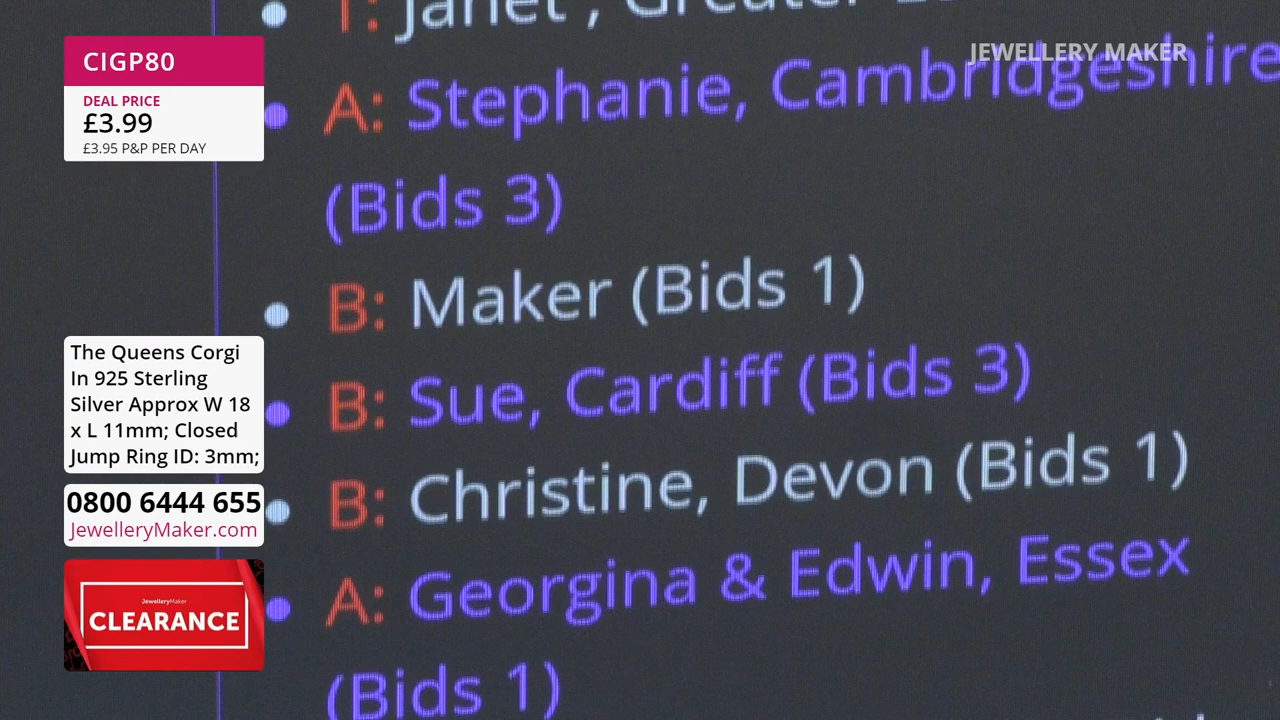 T: Janet , Greater
JEWELLERY MAKER
CIGP80
DEAL PRICE
£3.99
£3.95 P&P PER DAY
A: Stephanie, Cambridgeshire
(Bids 3)
B: Maker (Bids 1)
B: Sue, Cardiff (Bids 3)
B: Christine, Devon (Bids 1)
A: Georgina & Edwin, Essex
(Bids 1)
The Queens Corgi
In 925 Sterling
Silver Approx W 18
x L 11mm; Closed
Jump Ring ID: 3mm;
0800 6444 655
JewelleryMaker.com
JewelleryMaker
CLEARANCE